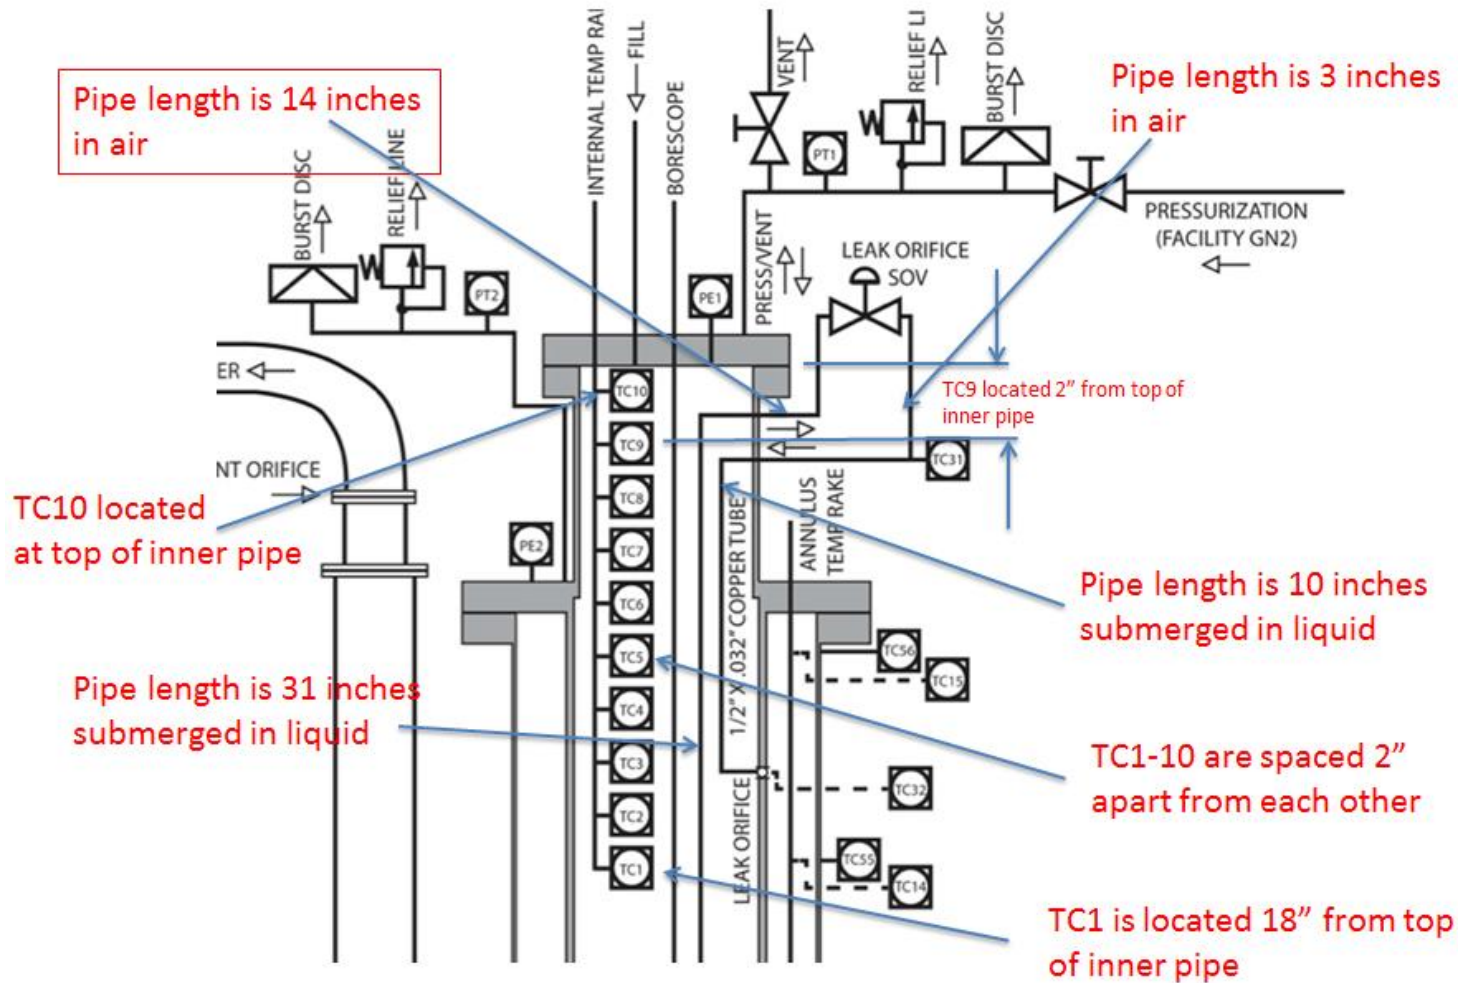 INTERNAL TEMP RA
FILL
BORESCOPE
VENT
RELIEF LI
BURST DISC
Pipe length is 14 inches
in air
Pipe length is 3 inches
in air
W
PT1
BURST DISC
RELIEF LINE
W
PT2
PE1
PRESS/VENT
PRESSURIZATION
(FACILITY GN2)
LEAK ORIFICE
SOV
ER
TC10
TC9 located 2” from top of
inner pipe
TC9
TC31
NT ORIFICE
TC10 located
at top of inner pipe
TC8
TC7
PE2
TC6
1/2" X .032" COPPER TUBE
ANNULUS
TEMP RAKE
Pipe length is 10 inches
submerged in liquid
TC5
TC56
TC15
Pipe length is 31 inches
submerged in liquid
TC4
TC3
TC32
TC1-10 are spaced 2”
apart from each other
TC2
LEAK ORIFICE
TC1
TC55
TC14
TC1 is located 18” from top
of inner pipe